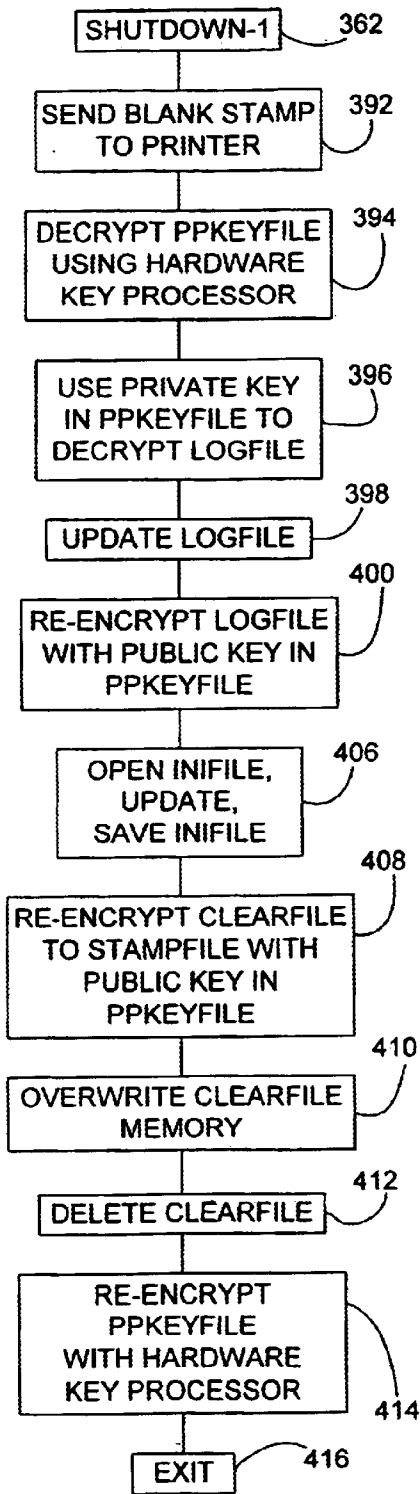 SHUTDOWN-1
362
SEND BLANK STAMP
TO PRINTER
392
DECRYPT PPKEYFILE
USING HARDWARE
KEY PROCESSOR
394
USE PRIVATE KEY
IN PPKEYFILE TO
DECRYPT LOGFILE
396
398
UPDATE LOGFILE
400
RE-ENCRYPT LOGFILE
WITH PUBLIC KEY IN
PPKEYFILE
406
OPEN INIFILE,
UPDATE,
SAVE INIFILE
408
RE-ENCRYPT CLEARFILE
TO STAMPFILE WITH
PUBLIC KEY IN
PPKEYFILE
410
OVERWRITE CLEARFILE
MEMORY
412
DELETE CLEARFILE
RE-ENCRYPT
PPKEYFILE
WITH HARDWARE
KEY PROCESSOR
414
EXIT
416